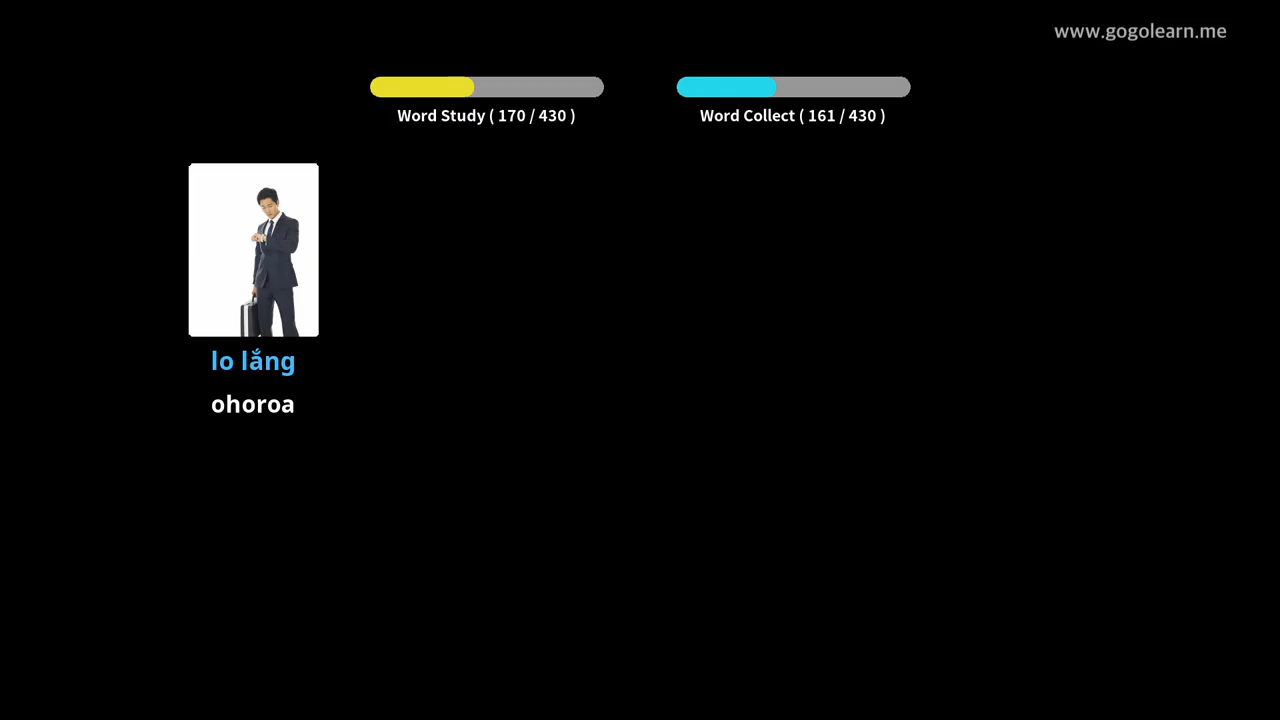 www.gogolearn.me
Word Study ( 170 / 430 )
Word Collect ( 161 / 430 )
lo lắng
ohoroa